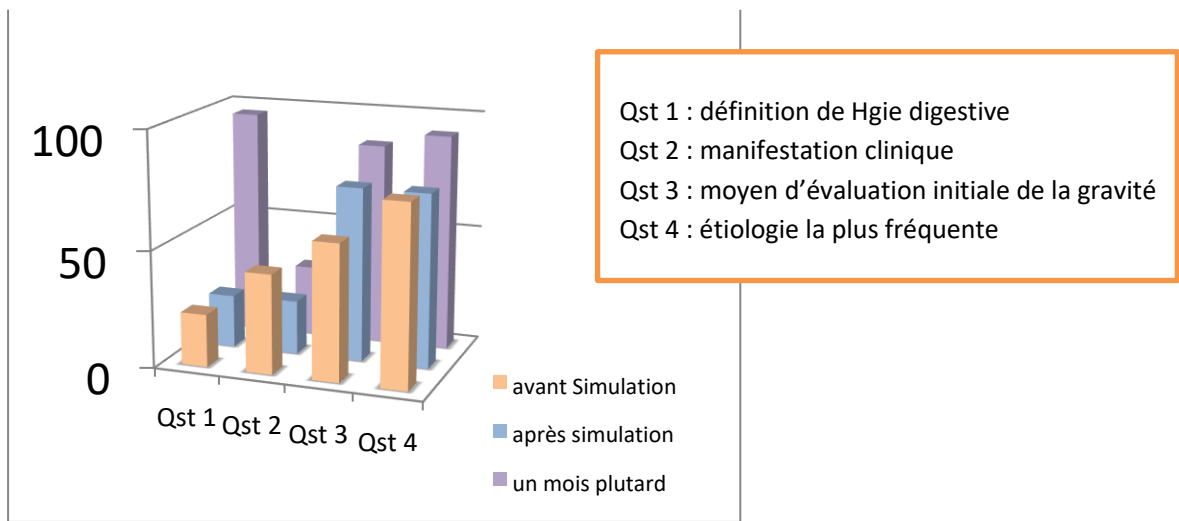 100
50
0
Qst 1 Qst 2 Qst 3 Qst 4
avant Simulation
après simulation
un mois plutard
Qst 1 : définition de Hgie digestive
Qst 2 : manifestation clinique
Qst 3 : moyen d’évaluation initiale de la gravité
Qst 4 : étiologie la plus fréquente